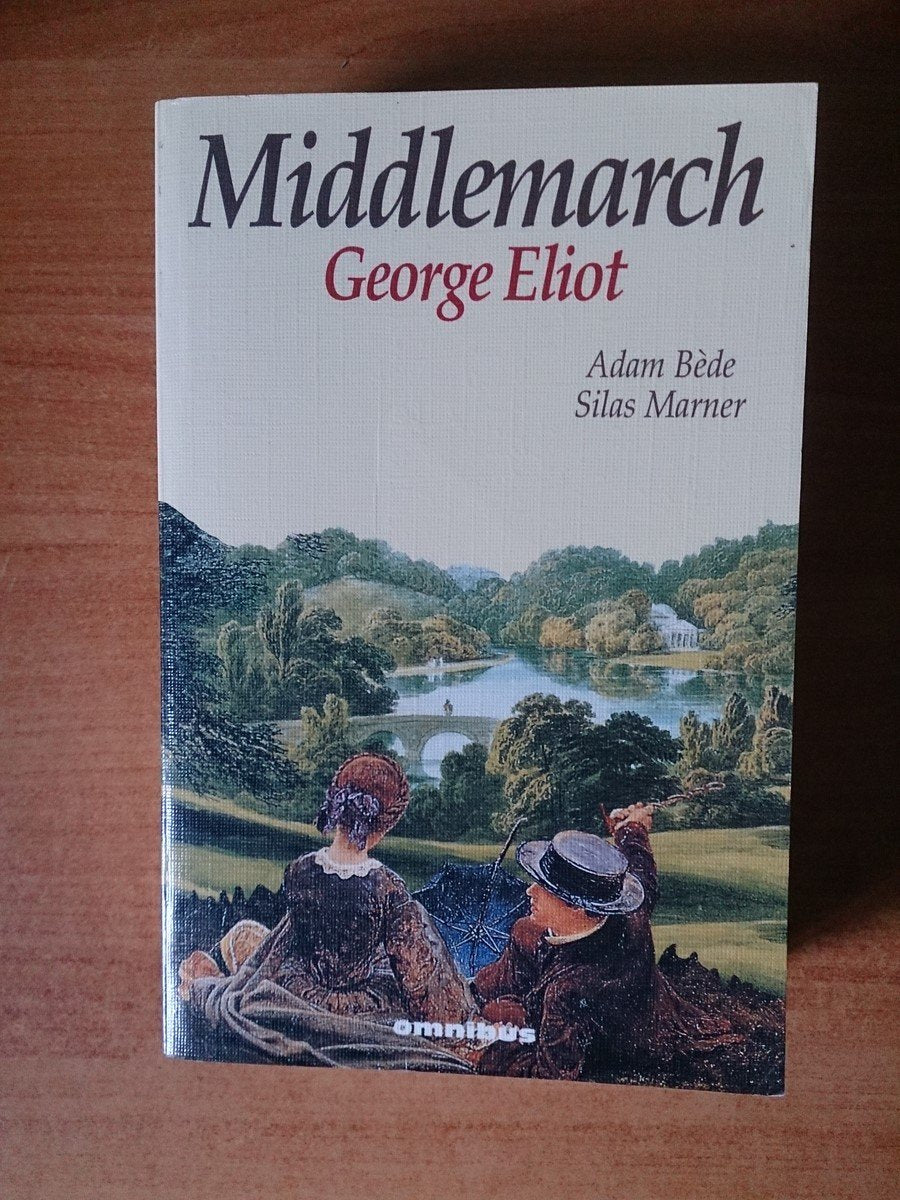 Middlemarch
George Eliot
Adam Bède
Silas Marner
omnibus